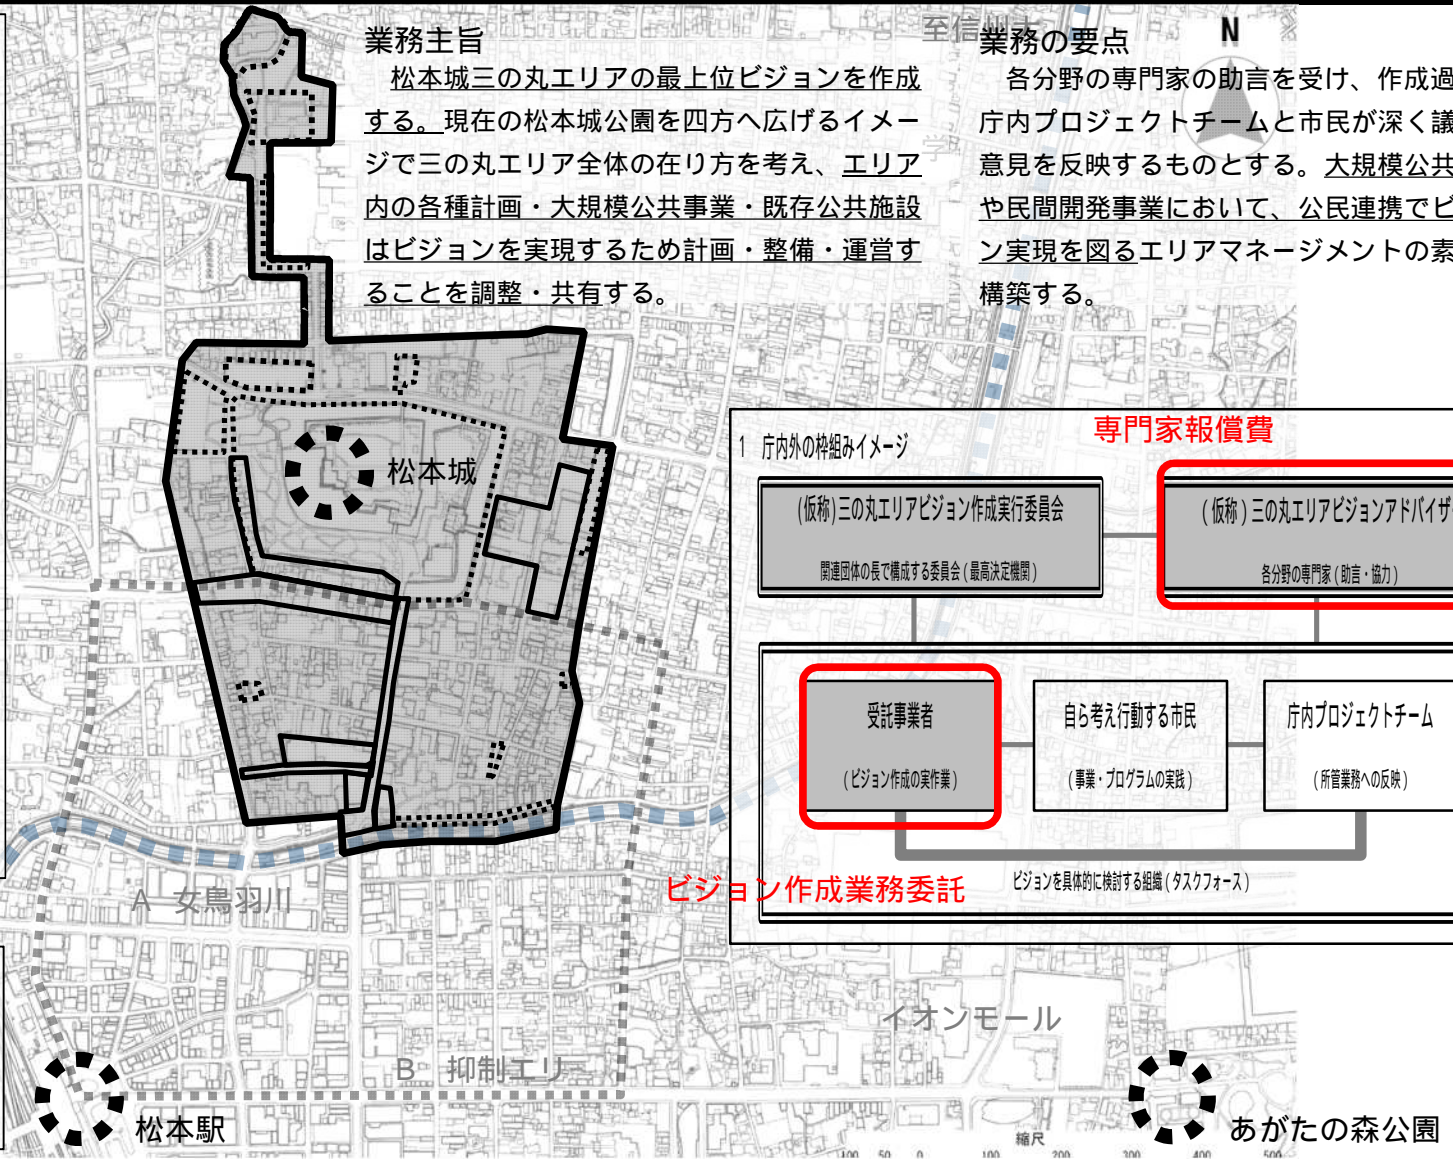 業務主旨
　松本城三の丸エリアの最上位ビジョンを作成
する。現在の松本城公園を四方へ広げるイメー
ジで三の丸エリア全体の在り方を考え、エリア
内の各種計画・大規模公共事業・既存公共施設
はビジョンを実現するため計画・整備・運営す
ることを調整・共有する。
至信州大
学
業務の要点
　各分野の専門家の助言を受け、作成過
庁内プロジェクトチームと市民が深く議
意見を反映するものとする。大規模公共
や民間開発事業において、公民連携でビ
ン実現を図るエリアマネージメントの素
構築する。
N
松本城
専門家報償費
1 庁内外の枠組みイメージ
(仮称)三の丸エリアビジョン作成実行委員会
関連団体の長で構成する委員会(最高決定機関)
(仮称)三の丸エリアビジョンアドバイザ
各分野の専門家(助言・協力)
受託事業者
(ビジョン作成の実作業)
自ら考え行動する市民
(事業・プログラムの実践)
庁内プロジェクトチーム
(所管業務への反映)
ビジョンを具体的に検討する組織(タスクフォース)
ビジョン作成業務委託
A 女鳥羽川
イオンモール
B 抑制エリ
松本駅
あがたの森公園
縮尺
100 50 0 100 200 300 400 500